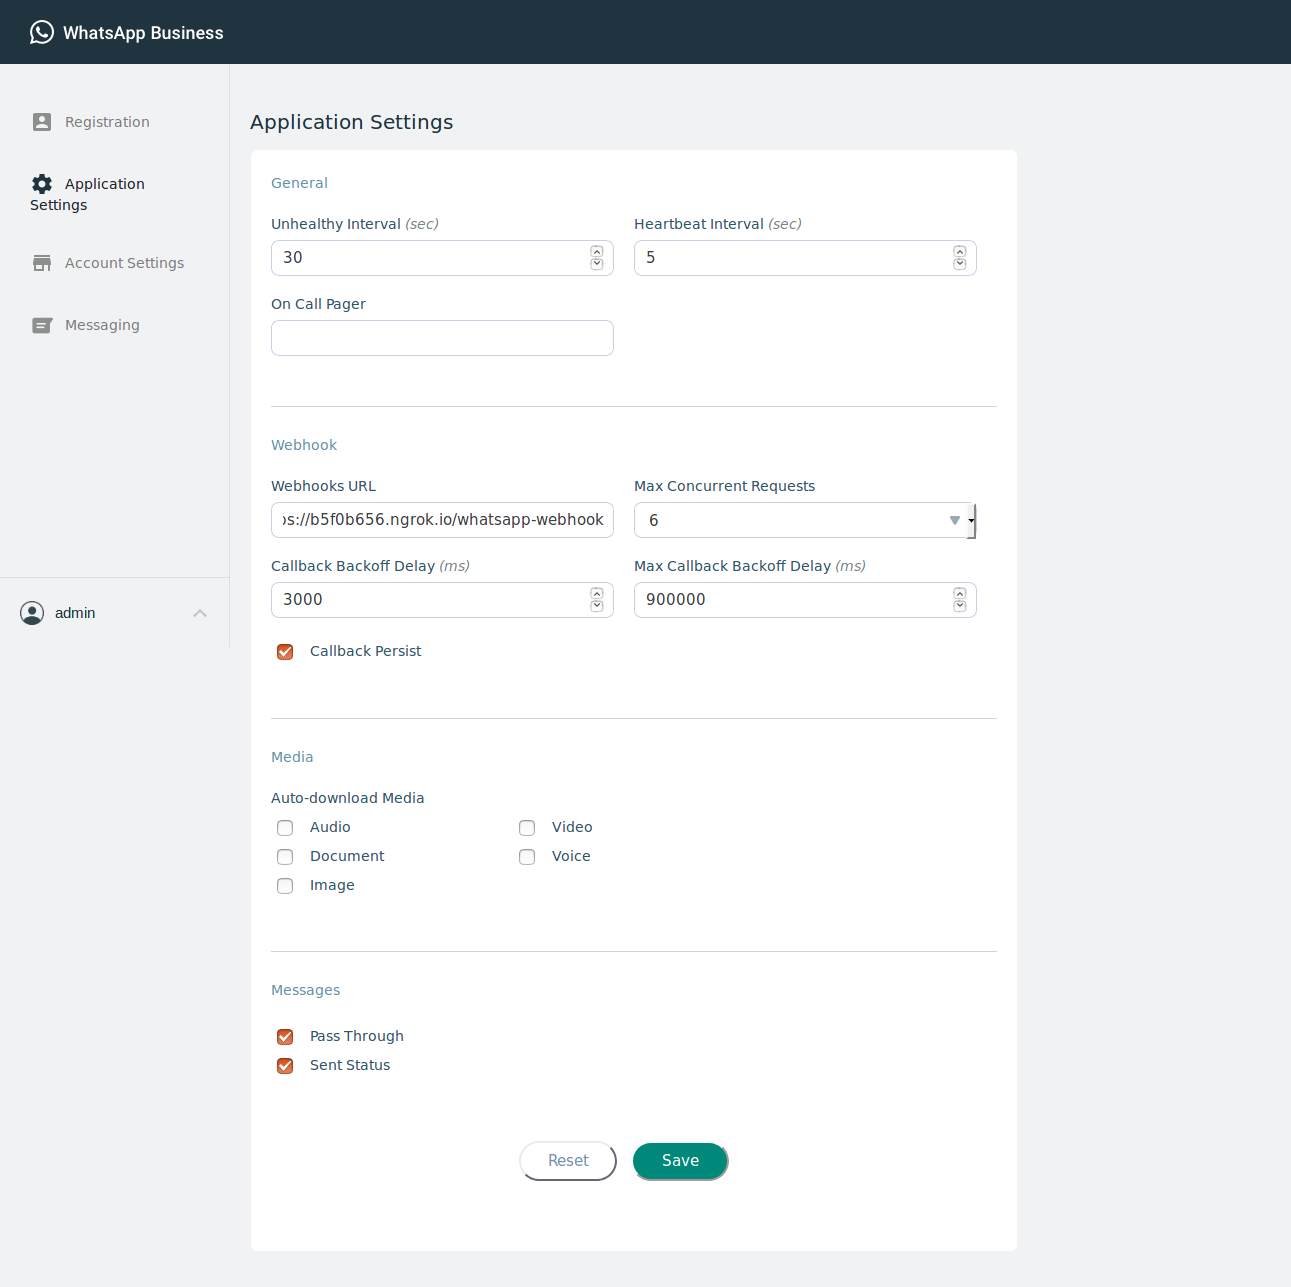 WhatsApp Business
Registration
Application
Settings
Account Settings
Messaging
admin
Application Settings
General
Unhealthy Interval (sec)
Heartbeat Interval (sec)
30
5
On Call Pager
Webhook
Webhooks URL
Max Concurrent Requests
ps://b5f0b656.ngrok.io/whatsapp-webhook
6
Callback Backoff Delay (ms)
Max Callback Backoff Delay (ms)
3000
900000
Callback Persist
Media
Auto-download Media
Audio
Video
Document
Voice
Image
Messages
Pass Through
Sent Status
Reset
Save